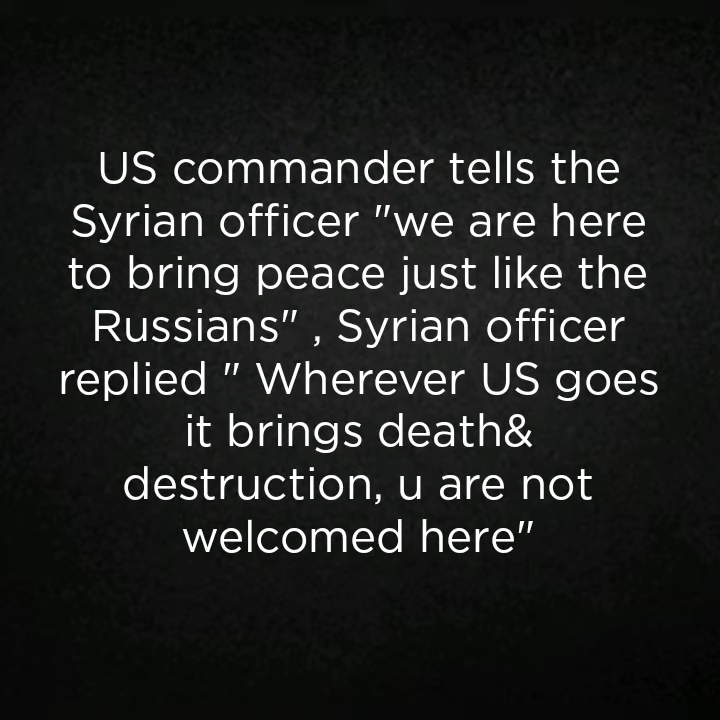 US commander tells the
Syrian officer "we are here
to bring peace just like the
Russians" , Syrian officer
replied " Wherever US goes
it brings death&
destruction, u are not
welcomed here"